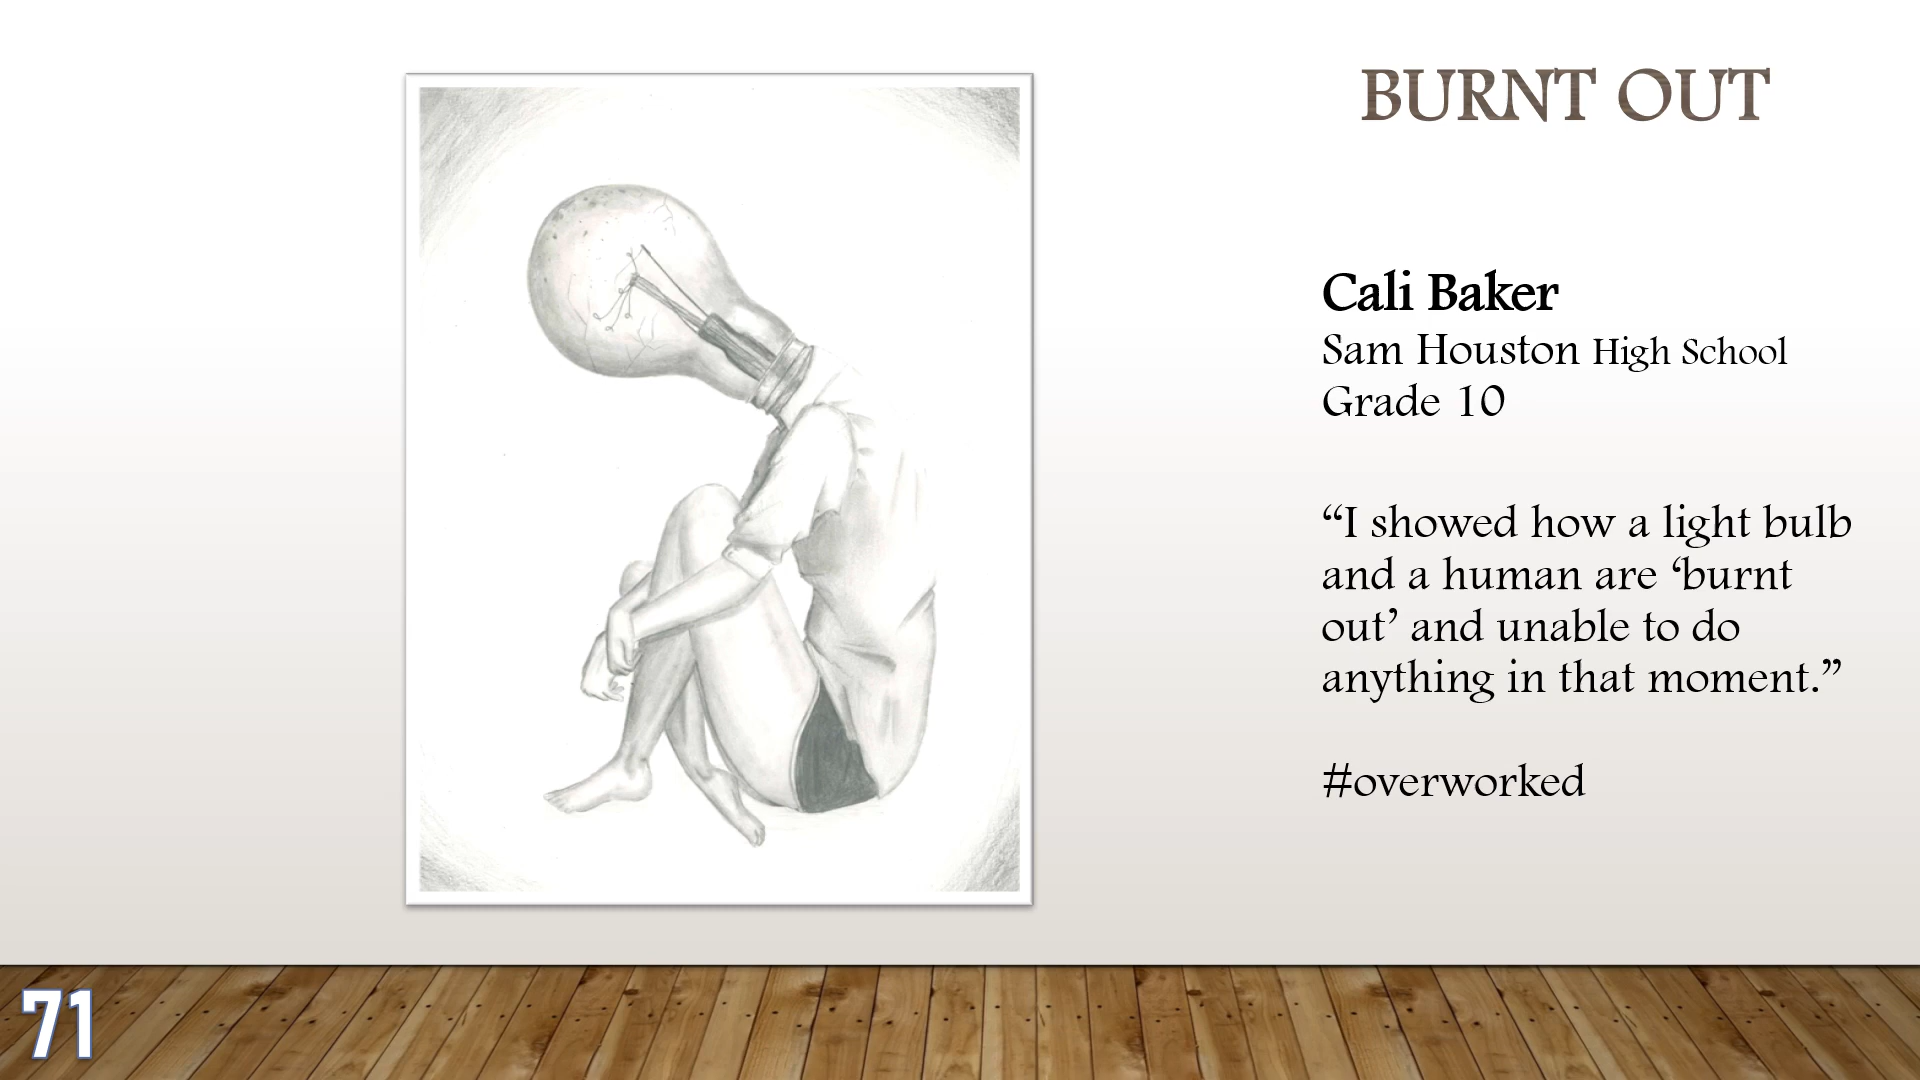 BURNT OUT
Cali Baker
Sam Houston High School
Grade 10
“I showed how a light bulb
and a human are ‘burnt
out’ and unable to do
anything in that moment.”
#overworked
71